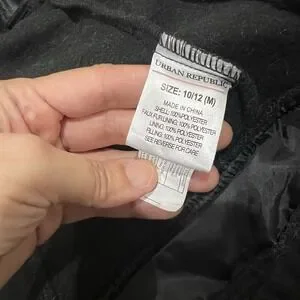 URBAN REPUBLIC
SIZE: 10/12 (M)
MADE IN CHINA
SHELL: 100% POLYESTER
FAUX FUR LINING: 100% POLYESTER
LINING: 100% POLYESTER
FILLING: 100% POLYESTER
SEE REVERSE FOR CARE